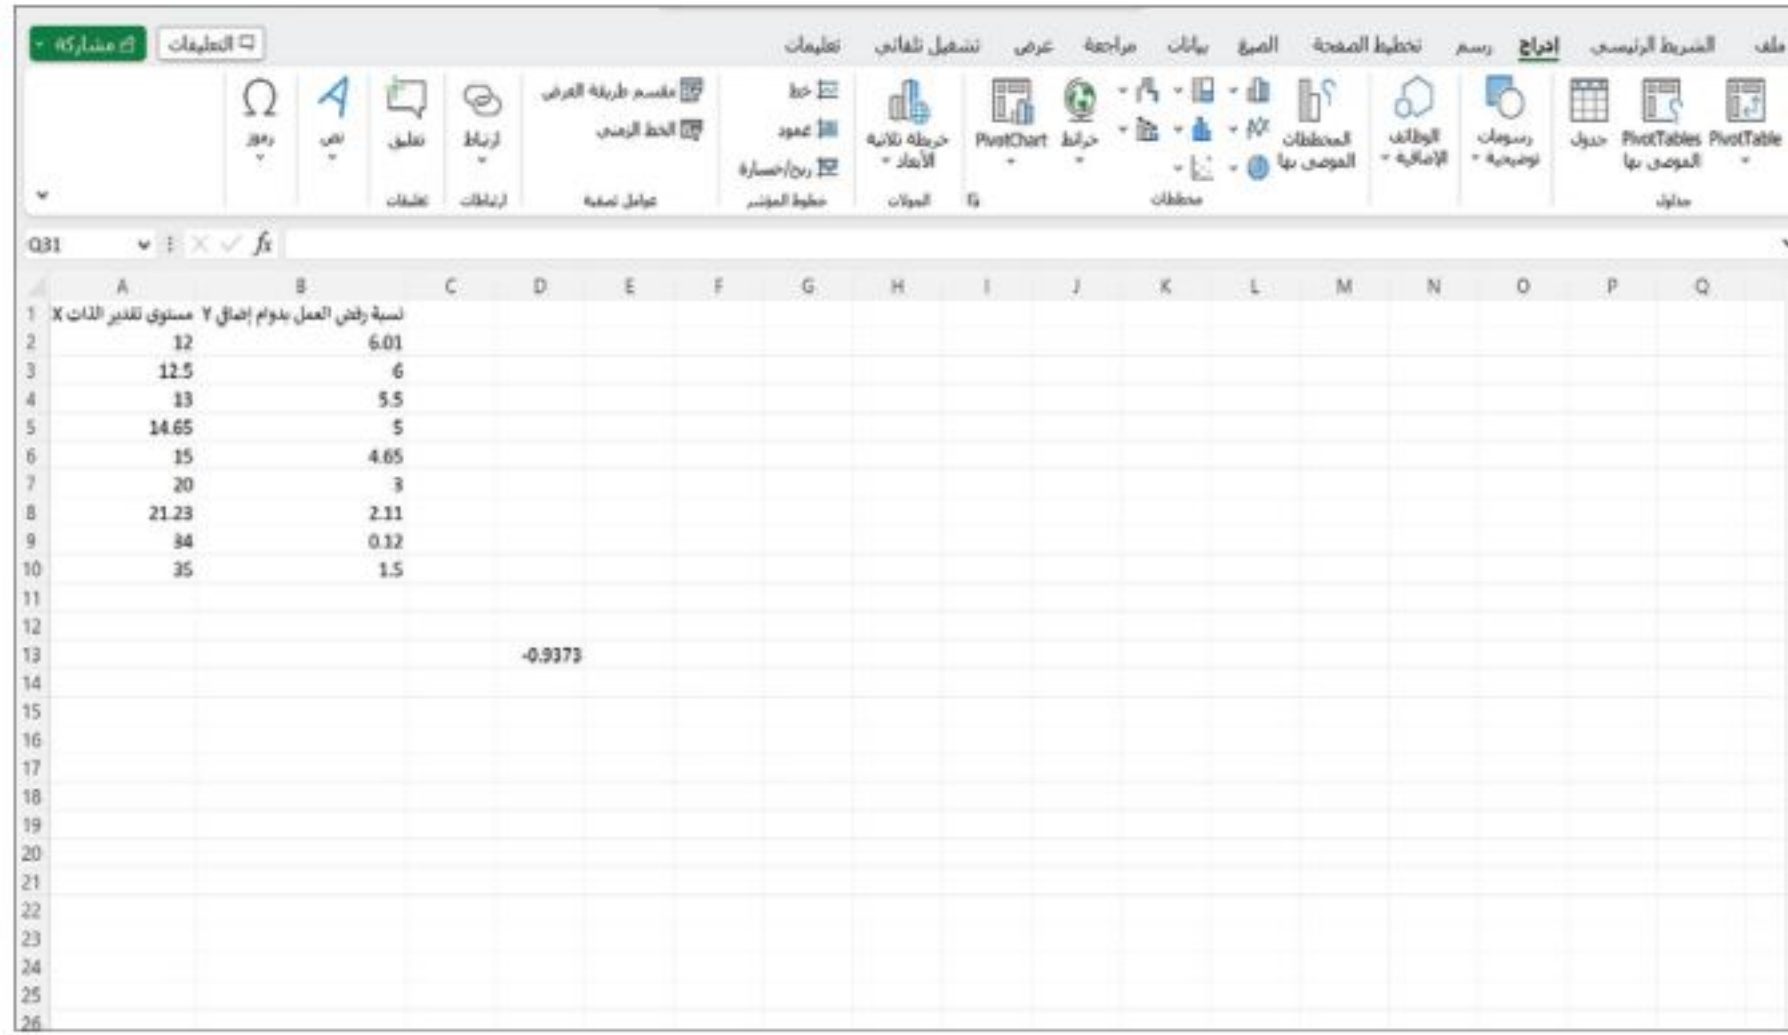 ملف الشريط الرئيسي إدراج رسم تخطيط الصفحة الصيغ بيانات مراجعة عرض تشغيل تلقائي تعليمات التعليقات مشاركة
PivotTable
PivotTables الموصى بها
جدول
جداول
رسومات توضيحية
الوظائف الإضافية
المخططات الموصى بها
خرائط
PivotChart
مخططات
خريطة ثلاثية الأبعاد
الجولات
خط
عمود
ربح/خسارة
خطوط المؤشر
مقسم طريقة العرض
الخط الزمني
عوامل تصفية
ارتباط
ارتباطات
تعليق
تعليقات
نص
رموز
Q31 fx
A B C D E F G H I J K L M N O P Q
1 مستوى تقدير الذات X نسبة رفض العمل بدوام إضافي Y
2 12 6.01
3 12.5 6
4 13 5.5
5 14.65 5
6 15 4.65
7 20 3
8 21.23 2.11
9 34 0.12
10 35 1.5
11
12
13 -0.9373
14
15
16
17
18
19
20
21
22
23
24
25
26